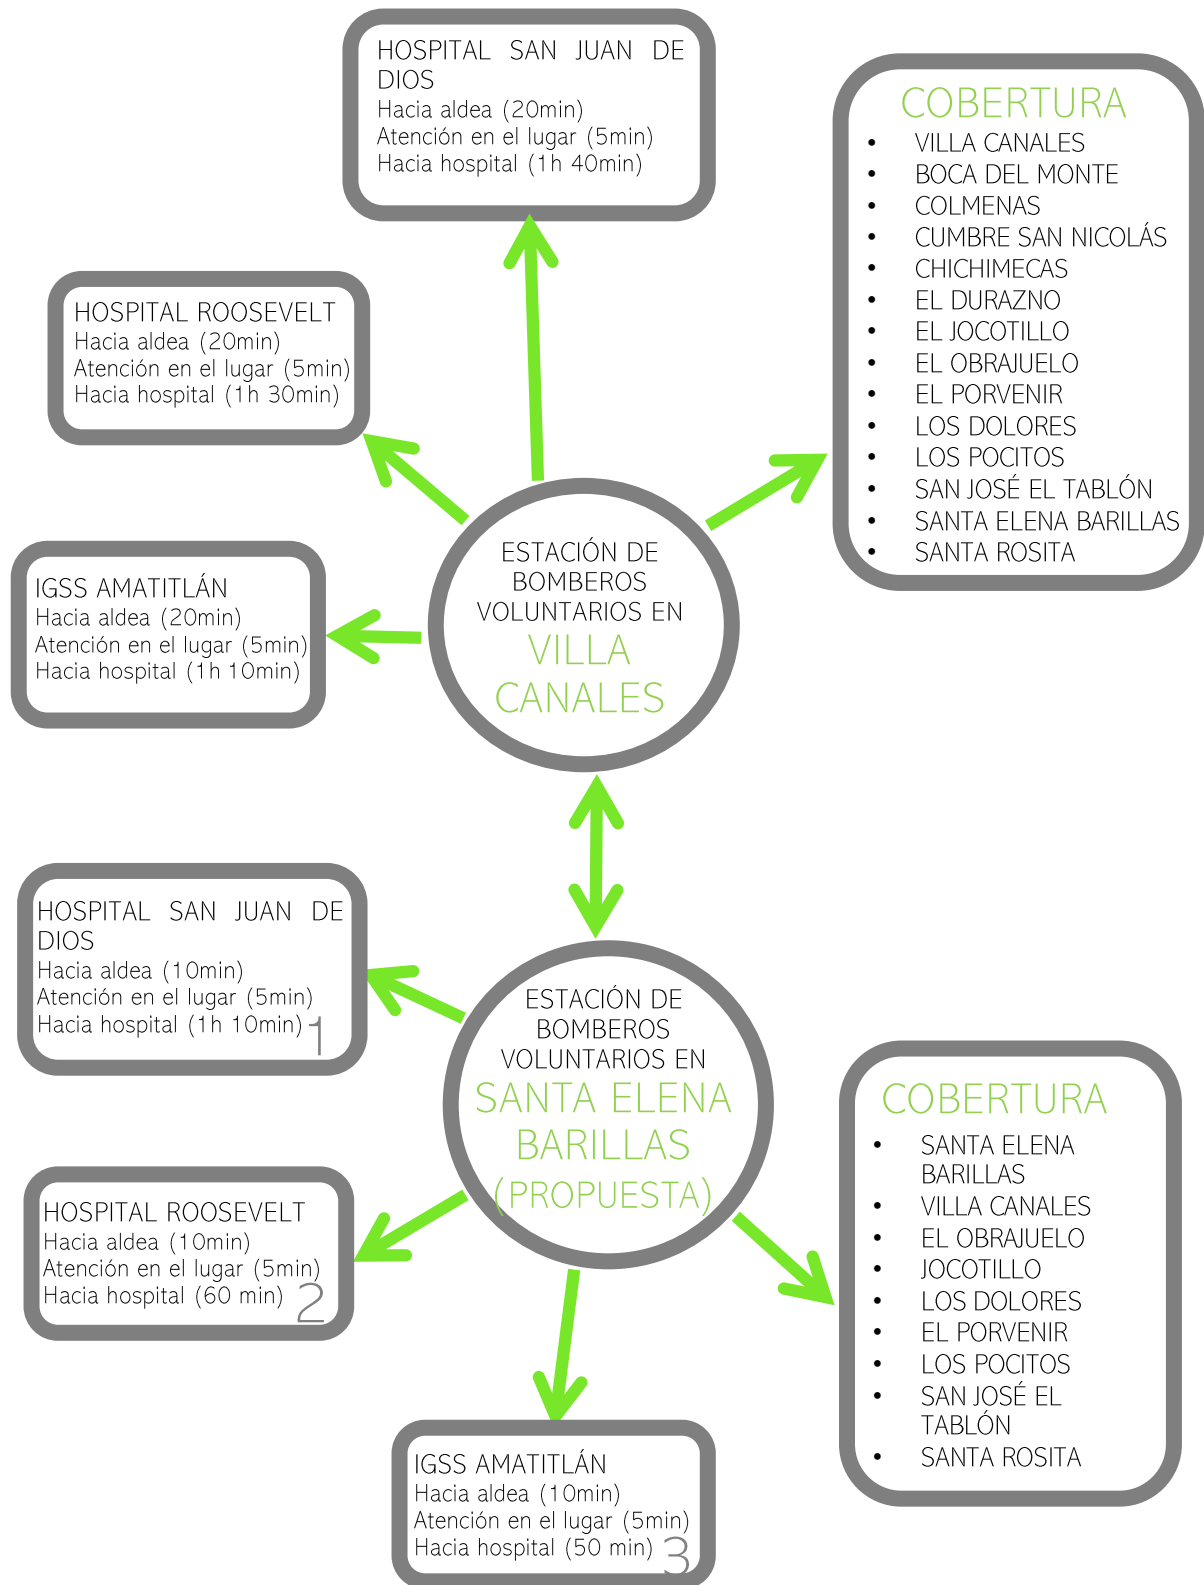 HOSPITAL SAN JUAN DE
DIOS
Hacia aldea (20min)
Atención en el lugar (5min)
Hacia hospital (1h 40min)
COBERTURA
• VILLA CANALES
• BOCA DEL MONTE
• COLMENAS
• CUMBRE SAN NICOLÁS
• CHICHIMECAS
• EL DURAZNO
• EL JOCOTILLO
• EL OBRAJUELO
• EL PORVENIR
• LOS DOLORES
• LOS POCITOS
• SAN JOSÉ EL TABLÓN
• SANTA ELENA BARILLAS
• SANTA ROSITA
HOSPITAL ROOSEVELT
Hacia aldea (20min)
Atención en el lugar (5min)
Hacia hospital (1h 30min)
IGSS AMATITLÁN
Hacia aldea (20min)
Atención en el lugar (5min)
Hacia hospital (1h 10min)
ESTACIÓN DE
BOMBEROS
VOLUNTARIOS EN
VILLA
CANALES
HOSPITAL SAN JUAN DE
DIOS
Hacia aldea (10min)
Atención en el lugar (5min)
Hacia hospital (1h 10min)
1
ESTACIÓN DE
BOMBEROS
VOLUNTARIOS EN
SANTA ELENA
BARILLAS
(PROPUESTA)
HOSPITAL ROOSEVELT
Hacia aldea (10min)
Atención en el lugar (5min)
Hacia hospital (60 min)
2
COBERTURA
• SANTA ELENA
BARILLAS
• VILLA CANALES
• EL OBRAJUELO
• JOCOTILLO
• LOS DOLORES
• EL PORVENIR
• LOS POCITOS
• SAN JOSÉ EL
TABLÓN
• SANTA ROSITA
IGSS AMATITLÁN
Hacia aldea (10min)
Atención en el lugar (5min)
Hacia hospital (50 min)
3